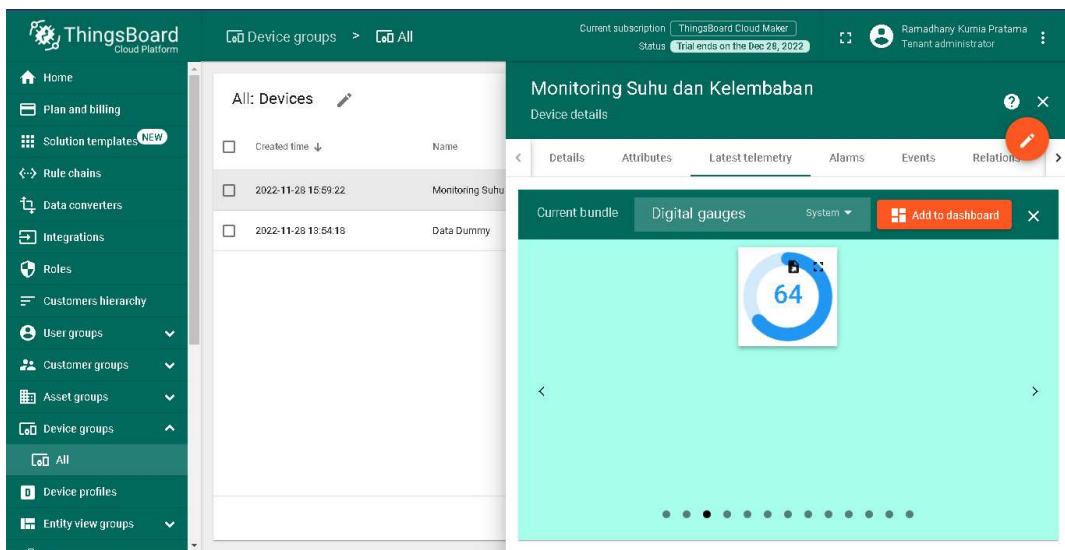 ThingsBoard
Cloud Platform
Device groups > All
Current subscription ThingsBoard Cloud Maker
Status Trial ends on the Dec 28, 2022
Ramadhany Kurnia Pratama
Tenant administrator
Home
Plan and billing
Solution templates NEW
Rule chains
Data converters
Integrations
Roles
Customers hierarchy
User groups
Customer groups
Asset groups
Device groups
All
Device profiles
Entity view groups
All: Devices
Created time Name
2022-11-28 15:59:22 Monitoring Suhu
2022-11-28 13:54:18 Data Dummy
Monitoring Suhu dan Kelembaban
Device details
Details Attributes Latest telemetry Alarms Events Relations
Current bundle Digital gauges System Add to dashboard
64